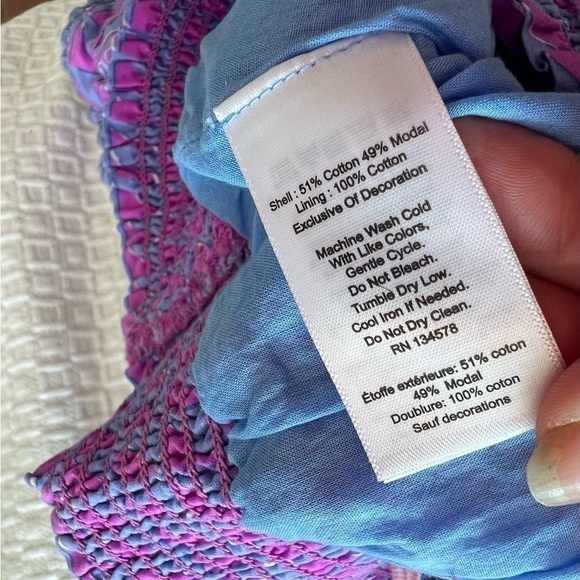 Shell : 51% Cotton 49% Modal
Lining : 100% Cotton
Exclusive Of Decoration
Machine Wash Cold
With Like Colors,
Gentle Cycle.
Do Not Bleach.
Tumble Dry Low.
Cool Iron If Needed.
Do Not Dry Clean.
RN 134578
Étoffe extérieure: 51% coton
49% Modal
Doublure: 100% coton
Sauf decorations